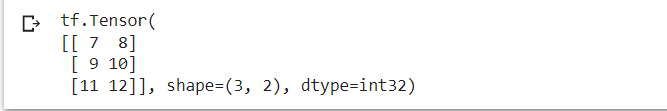 tf.Tensor(
[[ 7  8]
 [ 9 10]
 [11 12]], shape=(3, 2), dtype=int32)